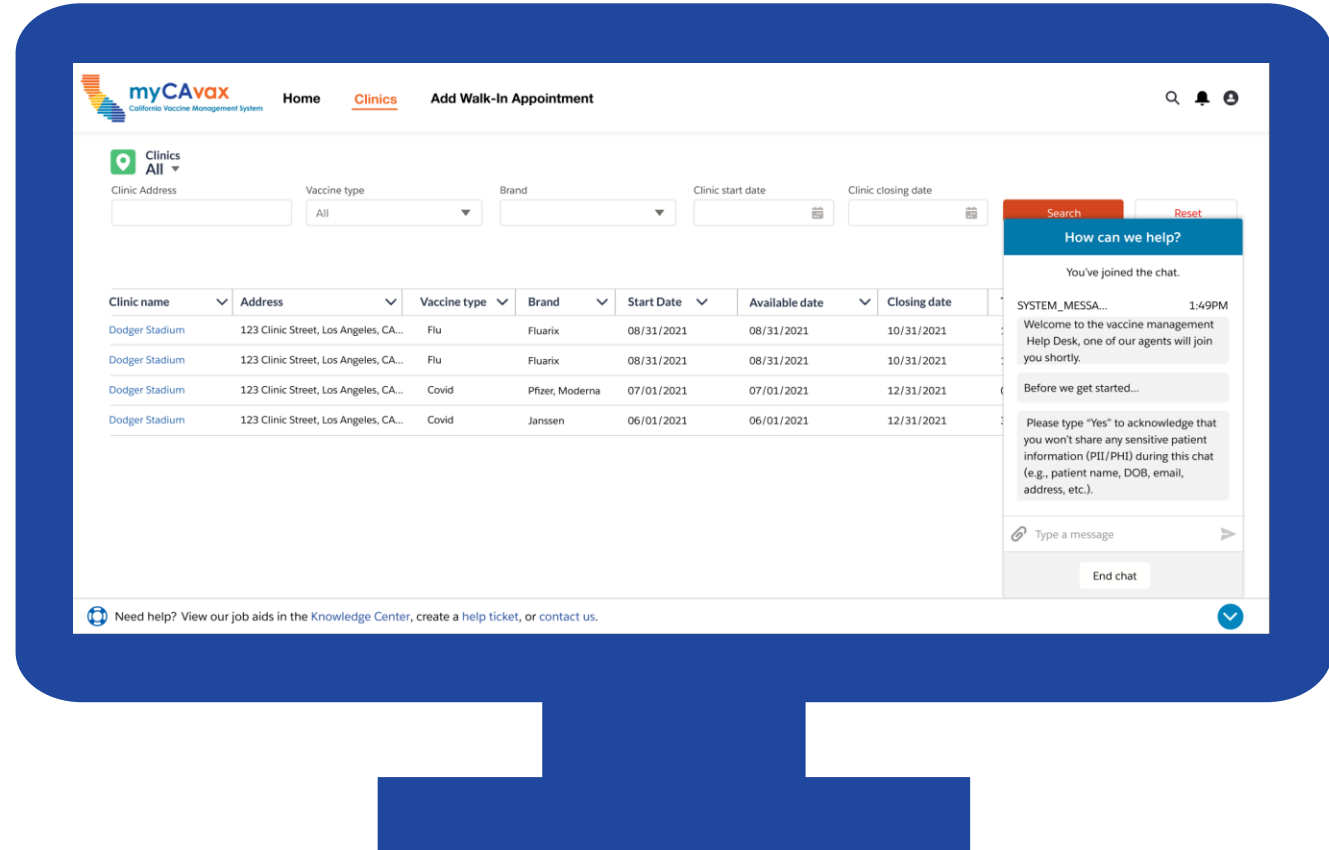 myCAvax
California Vaccine Management System
Home Clinics Add Walk-In Appointment
Clinics
All
Clinic Address Vaccine type Brand Clinic start date Clinic closing date
All
Search Reset
Clinic name Address Vaccine type Brand Start Date Available date Closing date
Dodger Stadium 123 Clinic Street, Los Angeles, CA... Flu Fluarix 08/31/2021 08/31/2021 10/31/2021
Dodger Stadium 123 Clinic Street, Los Angeles, CA... Flu Fluarix 08/31/2021 08/31/2021 10/31/2021
Dodger Stadium 123 Clinic Street, Los Angeles, CA... Covid Pfizer, Moderna 07/01/2021 07/01/2021 12/31/2021
Dodger Stadium 123 Clinic Street, Los Angeles, CA... Covid Janssen 06/01/2021 06/01/2021 12/31/2021
How can we help?
You've joined the chat.
SYSTEM_MESSA... 1:49PM
Welcome to the vaccine management
Help Desk, one of our agents will join
you shortly.
Before we get started...
Please type "Yes" to acknowledge that
you won't share any sensitive patient
information (PII/PHI) during this chat
(e.g., patient name, DOB, email,
address, etc.).
Type a message
End chat
Need help? View our job aids in the Knowledge Center, create a help ticket, or contact us.